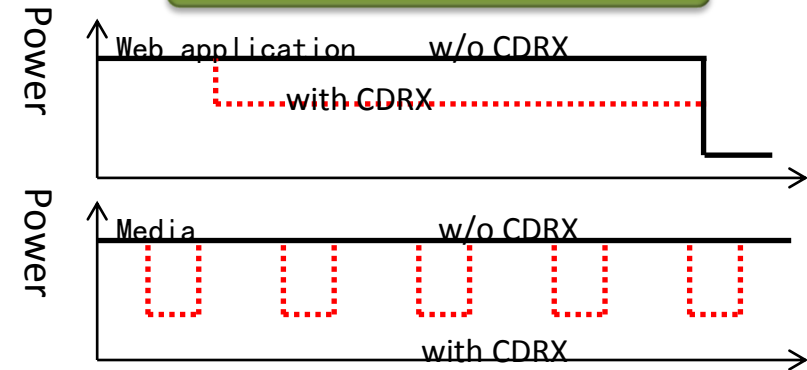 Power
Web application
w/o CDRX
with CDRX
Power
Media
w/o CDRX
with CDRX